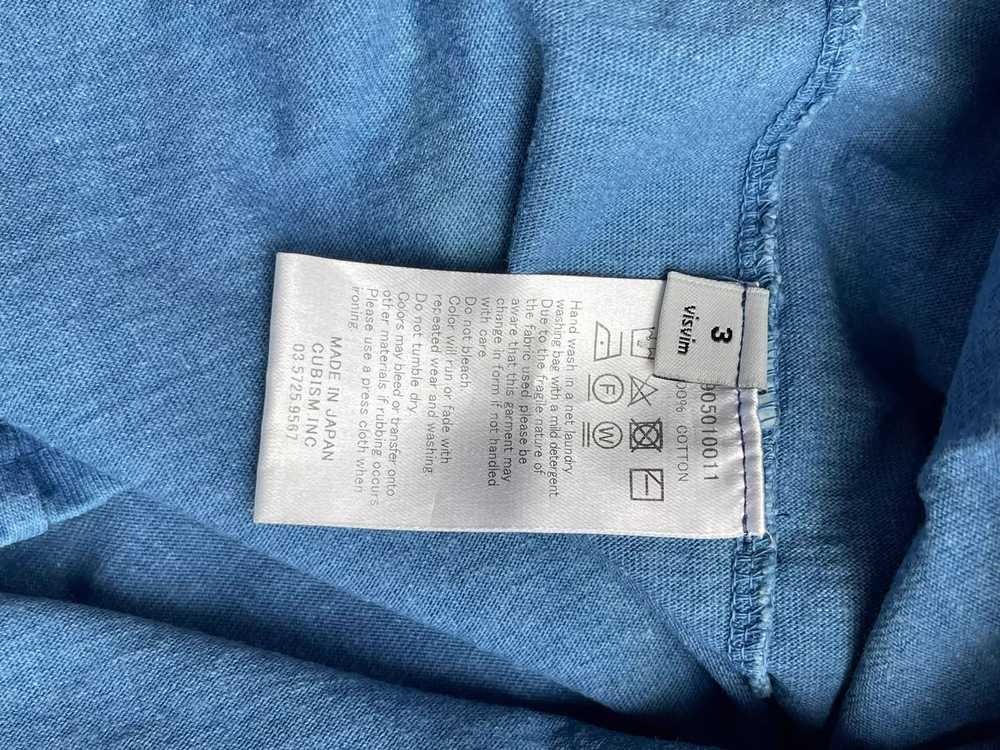 3
visvim
905010011
COTTON
Hand wash in a net laundry
washing bag with a mild detergent
Due to the fragile nature of
the fabric used please be
aware that this garment may
change in form if not handled
with care.
Do not bleach.
Color will run or fade with
repeated wear and washing
Do not tumble dry.
Coors may bleed or transfer onto
other materials if rubbing occurs
Please use a press cloth when
ironing.
MADE IN JAPAN
CUBISM.INC
03.5725.9567
F
W